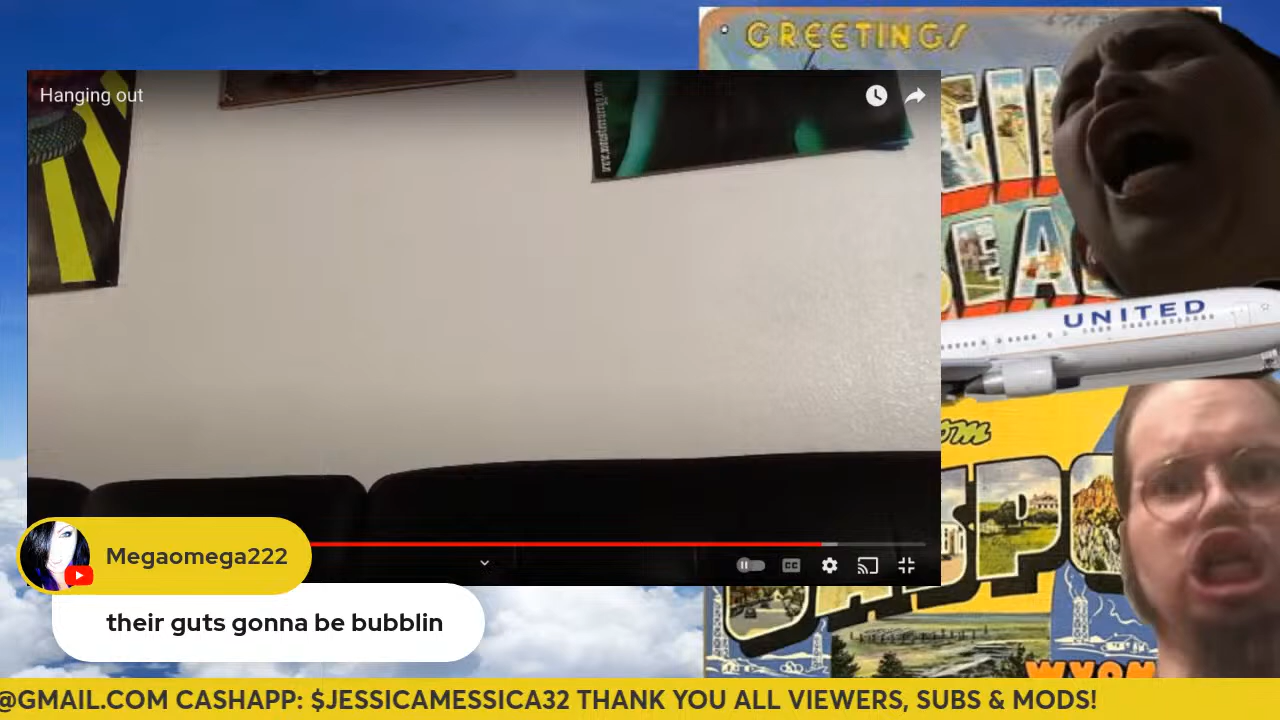 GREETINGS
Hanging out
UNITED
Megaomega222
CC
their guts gonna be bubblin
@GMAIL.COM CASHAPP: $JESSICAMESSICA32 THANK YOU ALL VIEWERS, SUBS & MODS!